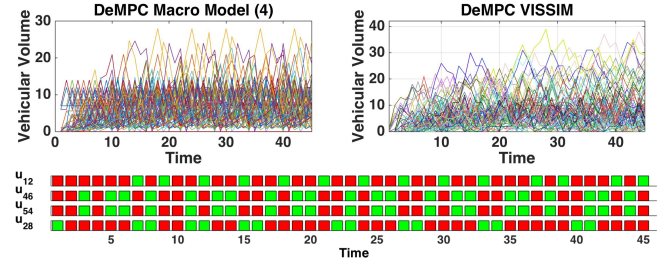 DeMPC Macro Model (4)
DeMPC VISSIM
Vehicular Volume
30
20
10
0
0 10 20 30 40
Time
Vehicular Volume
40
30
20
10
0
10 20 30 40
Time
u12
u46
u54
u28
5 10 15 20 25 30 35 40 45
Time